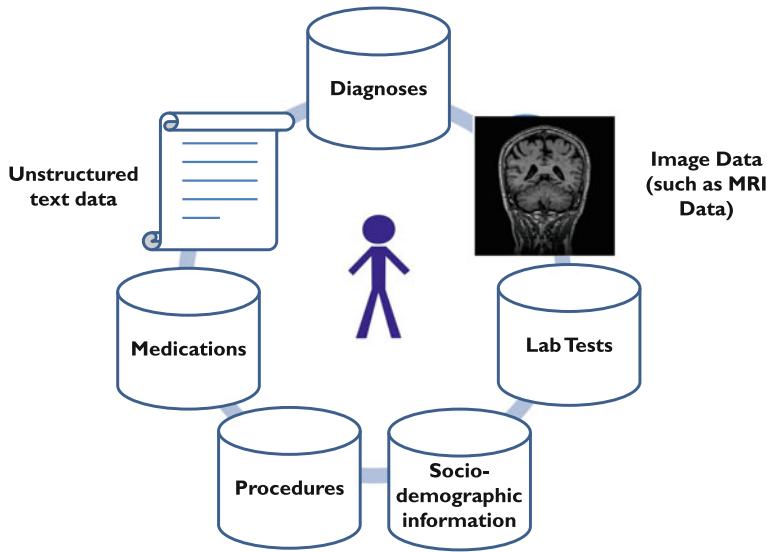 Diagnoses
Unstructured
text data
Image Data
(such as MRI
Data)
Medications
Lab Tests
Procedures
Socio-
demographic
information